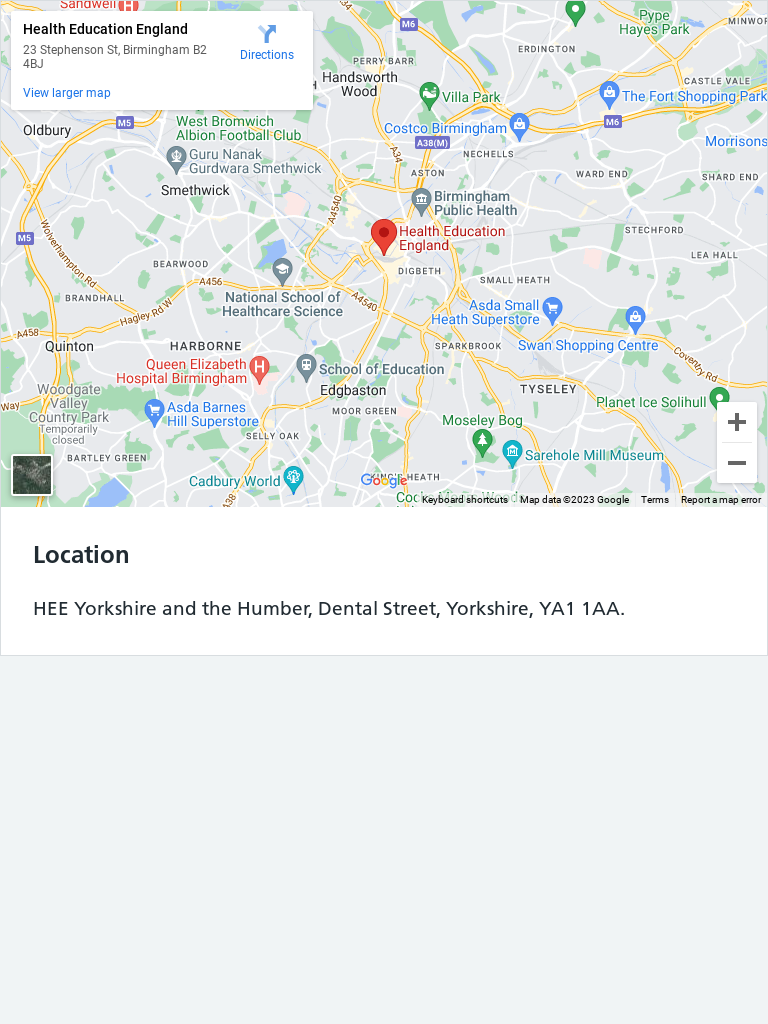 Sandwell
Health Education England
23 Stephenson St, Birmingham B2
4BJ
Directions
View larger map
M6
Pype
Hayes Park
MINWOR
ERDINGTON
PERRY BARR
Handsworth
Wood
H
CASTLE VALE
Villa Park
The Fort Shopping Park
Oldbury
M5
West Bromwich
Albion Football Club
Costco Birmingham
M6
A38(M)
Morrisons
A34
NECHELLS
Guru Nanak
Gurdwara Smethwick
ASTON
WARD END
SHARD END
Smethwick
A4540
Birmingham
Public Health
M5
Wolverhampton Rd
Health Education
England
STECHFORD
LEA HALL
BEARWOOD
DIGBETH
A456
SMALL HEATH
BRANDHALL
National School of
Healthcare Science
A4540
Asda Small
Heath Superstore
Hagley Rd W
A458
Quinton
HARBORNE
SPARKBROOK
Swan Shopping Centre
Coventry Rd
Queen Elizabeth
Hospital Birmingham
School of Education
Edgbaston
TYSELEY
Woodgate
Valley
Country Park
Temporarily
closed
Way
Asda Barnes
Hill Superstore
MOOR GREEN
Planet Ice Solihull
Moseley Bog
SELLY OAK
BARTLEY GREEN
Sarehole Mill Museum
Cadbury World
A38
Google
HEATH
Keyboard shortcuts
Map data ©2023 Google
Terms
Report a map error
Location
HEE Yorkshire and the Humber, Dental Street, Yorkshire, YA1 1AA.